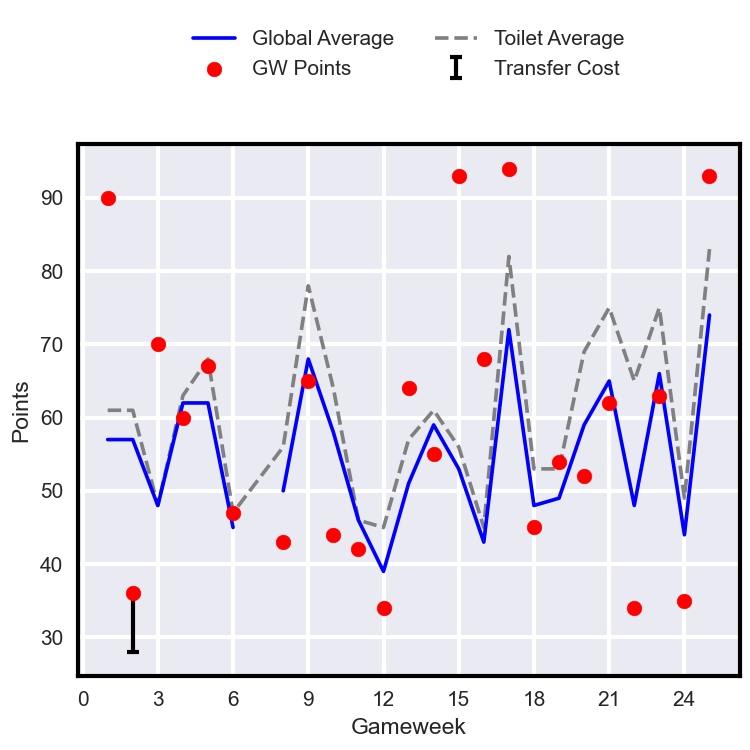 Global Average
Toilet Average
GW Points
Transfer Cost
90
80
70
60
50
40
30
Points
0 3 6 9 12 15 18 21 24
Gameweek